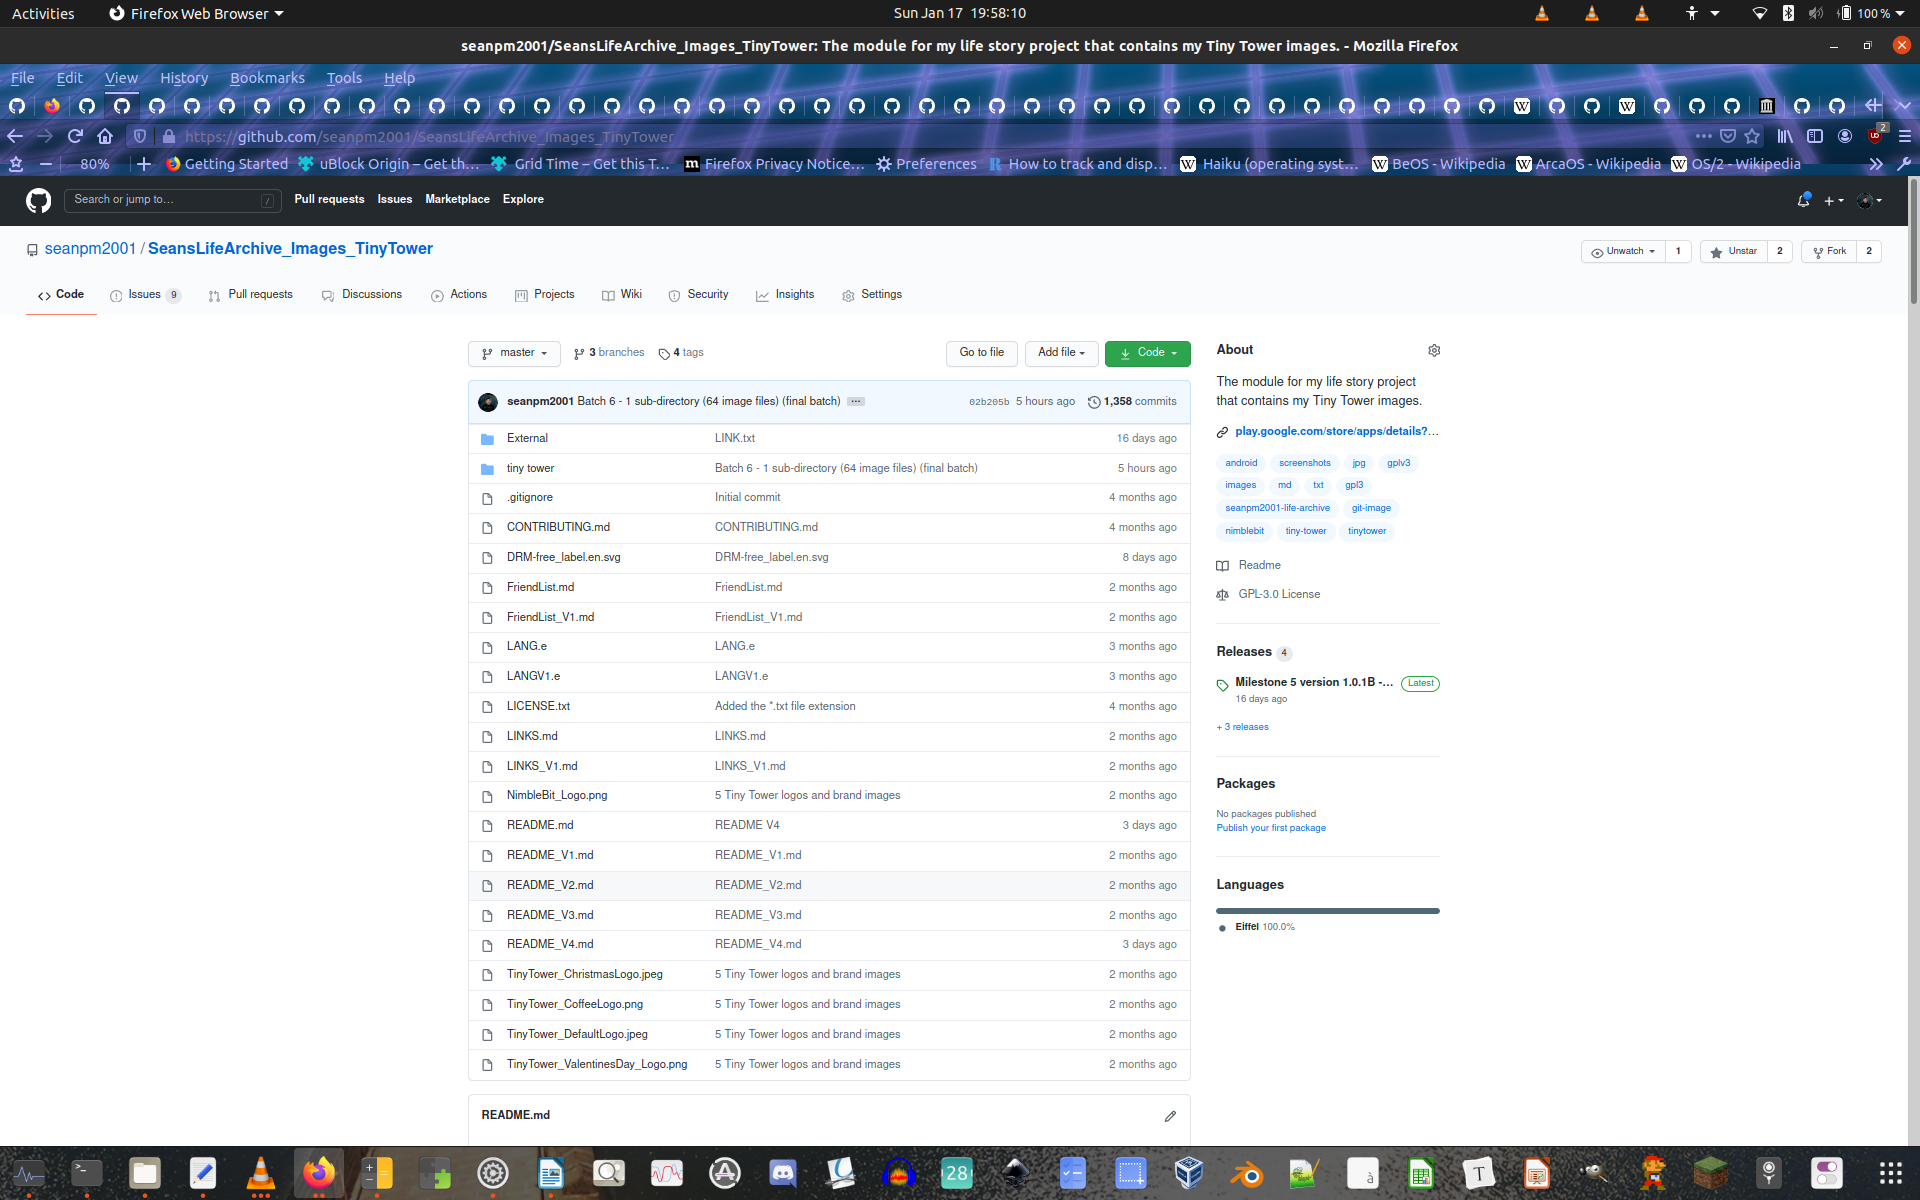 Activities
Firefox Web Browser
Sun Jan 17 19:58:10
100 %
seanpm2001/SeansLifeArchive_Images_TinyTower: The module for my life story project that contains my Tiny Tower images. - Mozilla Firefox
File Edit View History Bookmarks Tools Help
https://github.com/seanpm2001/SeansLifeArchive_Images_TinyTower
2
80%
Getting Started
uBlock Origin – Get th…
Grid Time – Get this T…
Firefox Privacy Notice…
Preferences
How to track and disp…
Haiku (operating syst…
BeOS - Wikipedia
ArcaOS - Wikipedia
OS/2 - Wikipedia
Search or jump to…
/
Pull requests Issues Marketplace Explore
seanpm2001 / SeansLifeArchive_Images_TinyTower
Unwatch 1
Unstar 2
Fork 2
Code
Issues 9
Pull requests
Discussions
Actions
Projects
Wiki
Security
Insights
Settings
master
3 branches
4 tags
Go to file
Add file
Code
seanpm2001 Batch 6 - 1 sub-directory (64 image files) (final batch) ... 02b205b 5 hours ago 1,358 commits
External LINK.txt 16 days ago
tiny tower Batch 6 - 1 sub-directory (64 image files) (final batch) 5 hours ago
.gitignore Initial commit 4 months ago
CONTRIBUTING.md CONTRIBUTING.md 4 months ago
DRM-free_label.en.svg DRM-free_label.en.svg 8 days ago
FriendList.md FriendList.md 2 months ago
FriendList_V1.md FriendList_V1.md 2 months ago
LANG.e LANG.e 3 months ago
LANGV1.e LANGV1.e 3 months ago
LICENSE.txt Added the *.txt file extension 4 months ago
LINKS.md LINKS.md 2 months ago
LINKS_V1.md LINKS_V1.md 2 months ago
NimbleBit_Logo.png 5 Tiny Tower logos and brand images 2 months ago
README.md README V4 3 days ago
README_V1.md README_V1.md 2 months ago
README_V2.md README_V2.md 2 months ago
README_V3.md README_V3.md 2 months ago
README_V4.md README_V4.md 3 days ago
TinyTower_ChristmasLogo.jpeg 5 Tiny Tower logos and brand images 2 months ago
TinyTower_CoffeeLogo.png 5 Tiny Tower logos and brand images 2 months ago
TinyTower_DefaultLogo.jpeg 5 Tiny Tower logos and brand images 2 months ago
TinyTower_ValentinesDay_Logo.png 5 Tiny Tower logos and brand images 2 months ago
README.md
About
The module for my life story project
that contains my Tiny Tower images.
play.google.com/store/apps/details?…
android screenshots jpg gplv3
images md txt gpl3
seanpm2001-life-archive git-image
nimblebit tiny-tower tinytower
Readme
GPL-3.0 License
Releases 4
Milestone 5 version 1.0.1B -… Latest
16 days ago
+ 3 releases
Packages
No packages published
Publish your first package
Languages
Eiffel 100.0%
28